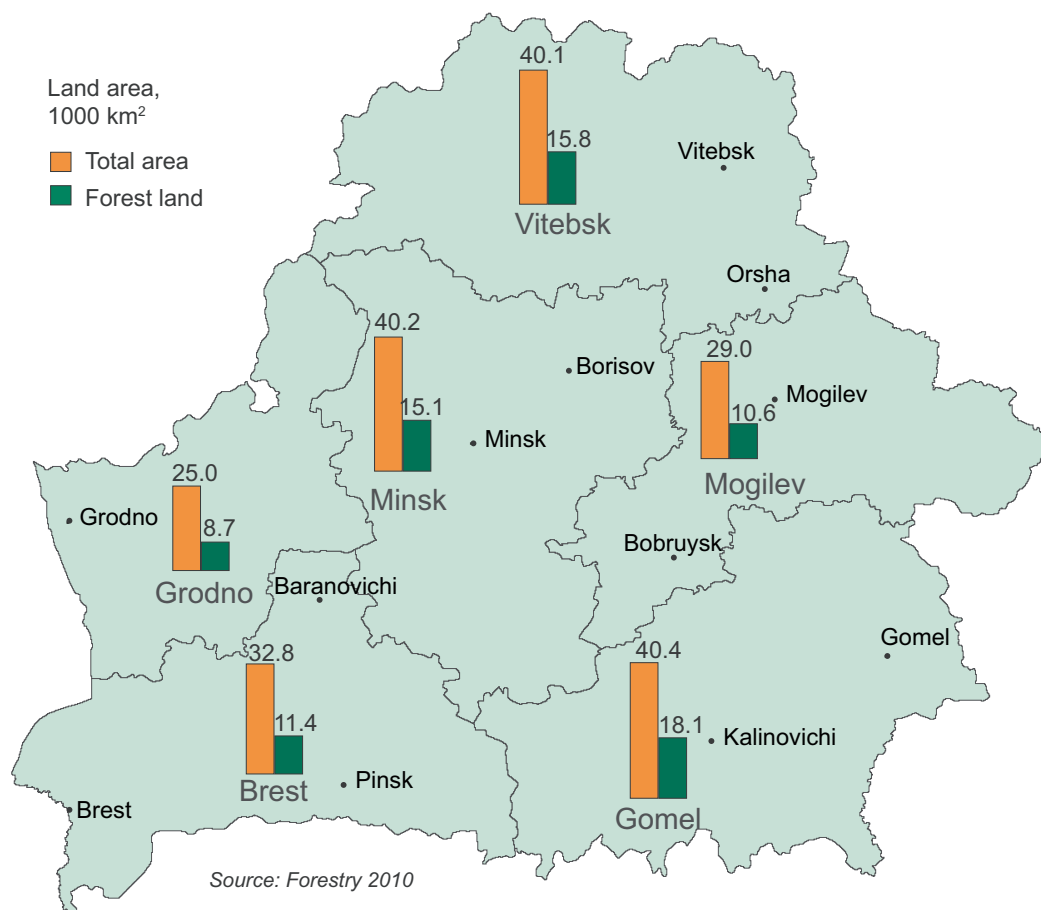 Land area,
1000 km²
Total area
Forest land
40.1
15.8
Vitebsk
Vitebsk
Orsha
40.2
15.1
Borisov
Minsk
Minsk
29.0
10.6
Mogilev
Mogilev
25.0
8.7
Grodno
Grodno
Baranovichi
Bobruysk
32.8
11.4
Pinsk
Brest
Brest
40.4
18.1
Gomel
Kalinovichi
Gomel
Source: Forestry 2010